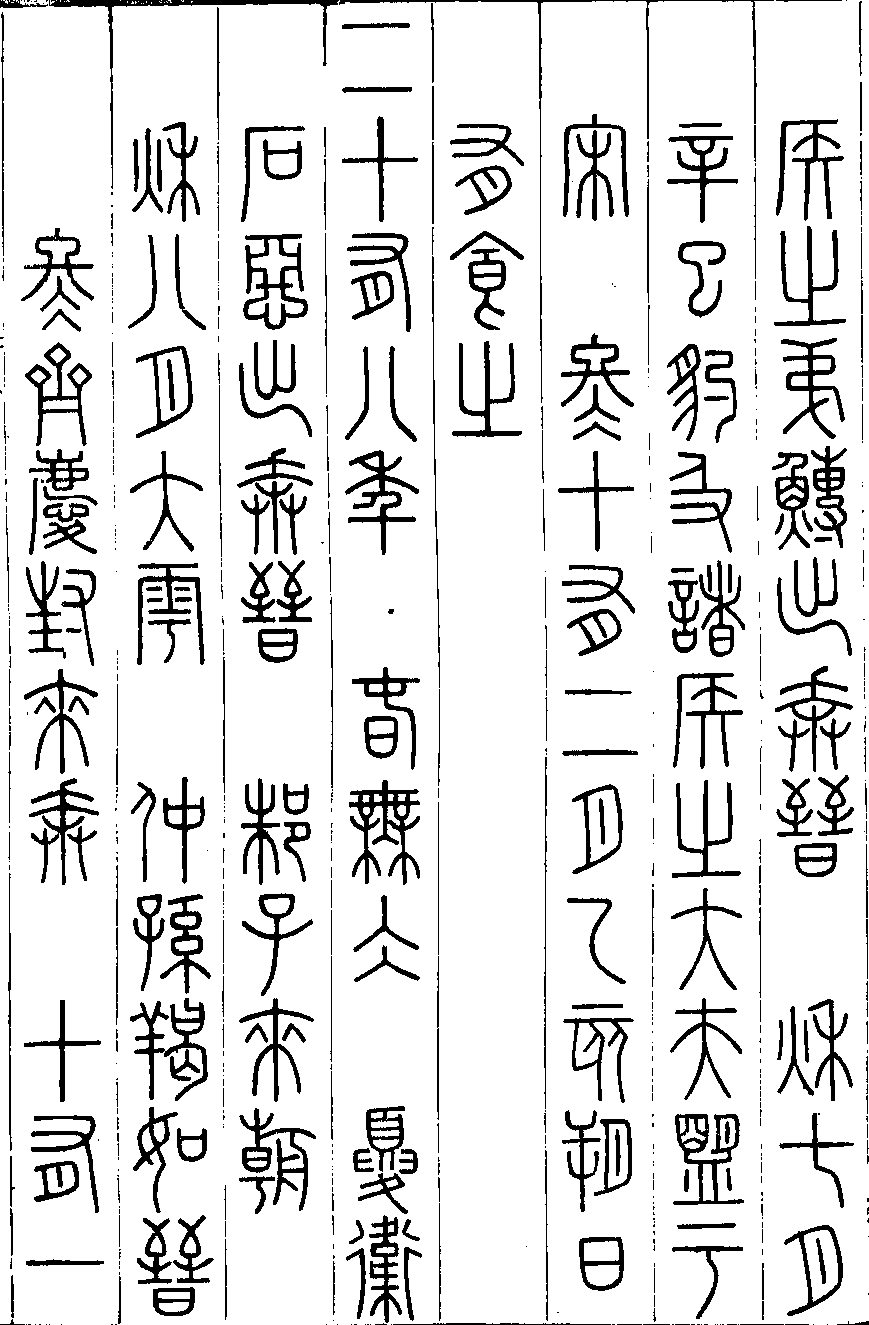 侯之弟鱄出奔晉 秋七月
辛巳豹及諸侯之大夫盟于
宋 冬十有二月乙亥朔日
有食之
二十有八年 春無冰 夏衛
石惡出奔晉 邾子來朝
秋八月大雩 仲孫羯如晉
冬齊慶封來奔 十有一